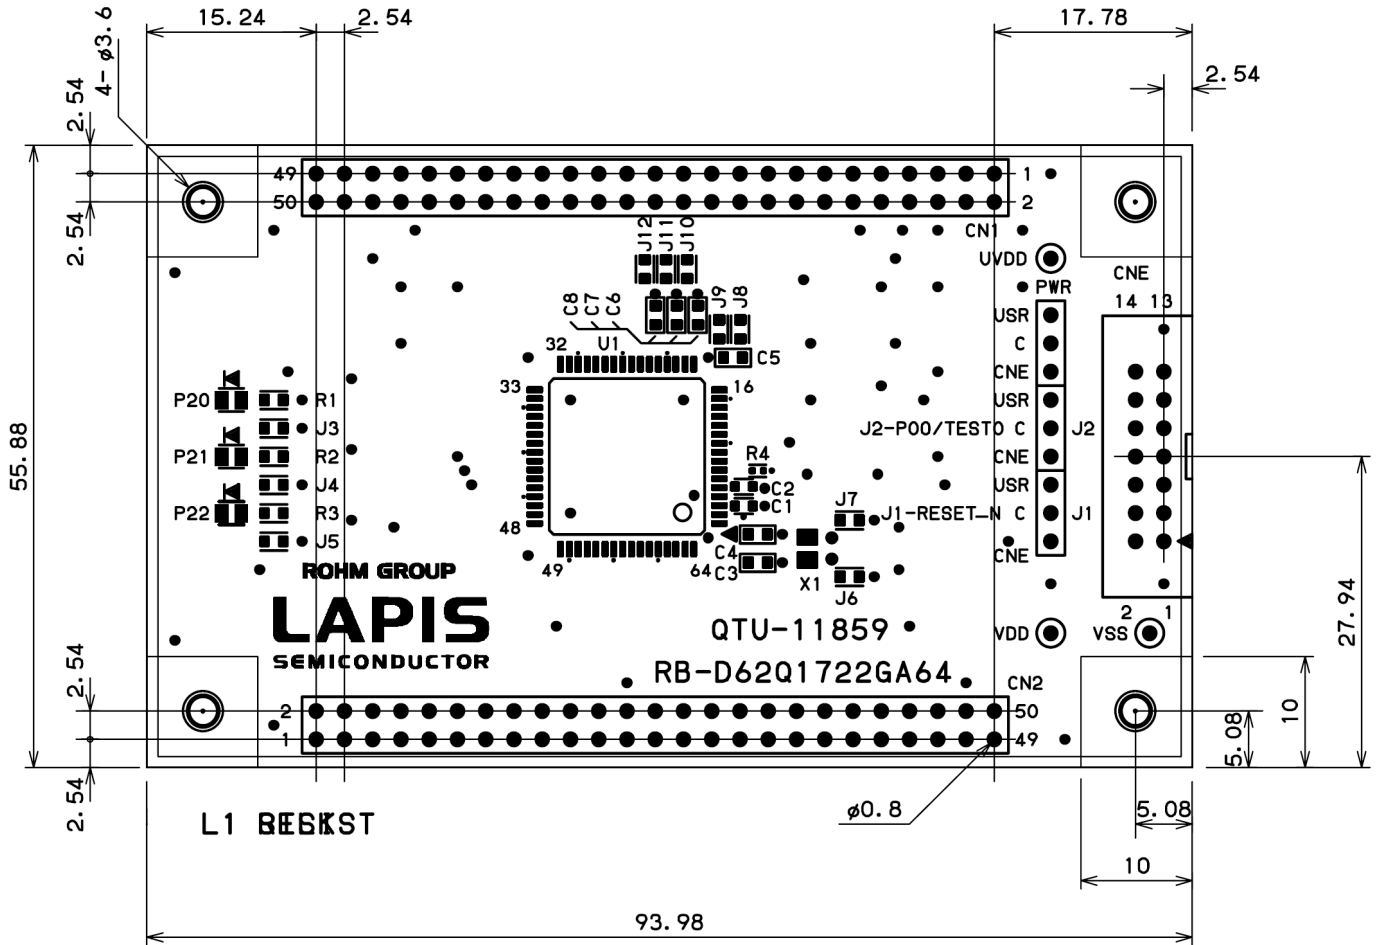 15.24
2.54
17.78
4- ø3.6
2.54
2.54
2.54
49
1
50
2
CN1
J12
J11
J10
UVDD
CNE
PWR
C8
C7
C6
J9
J8
14 13
USR
32
U1
C
C5
CNE
33
16
P20
R1
USR
J3
J2-P00/TEST0 C
J2
55.88
P21
R2
CNE
R4
J4
USR
C2
P22
R3
C1
J7
J1-RESET_N C
J1
48
J5
C4
CNE
ROHM GROUP
49
64
C3
X1
J6
LAPIS
2
1
27.94
QTU-11859
VDD
VSS
SEMICONDUCTOR
RB-D62Q1722GA64
2.54
CN2
2
50
10
1
49
5.08
2.54
ø0.8
5.08
L1
10
93.98